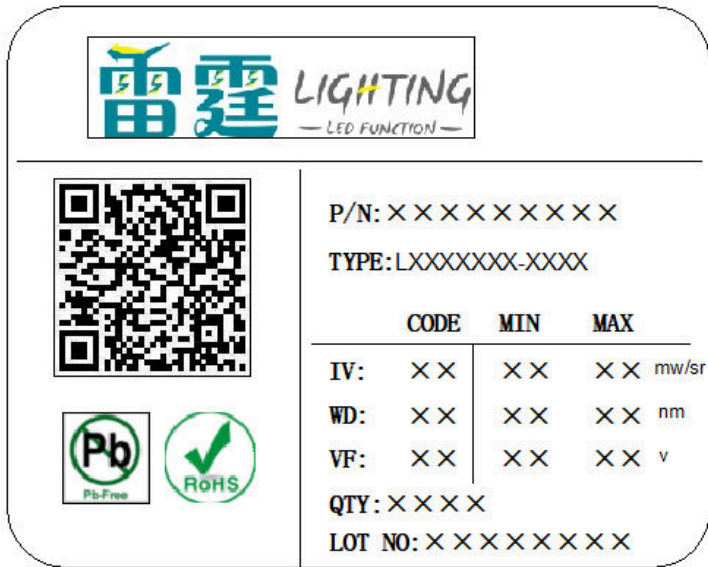 雷霆 LIGHTING
— LED FUNCTION —
P/N:×××××××××
TYPE:LXXXXXXX-XXXX
CODE MIN MAX
IV: ×× ×× ×× mw/sr
WD: ×× ×× ×× nm
VF: ×× ×× ×× v
QTY:××××
LOT NO:××××××××
Pb
Pb-Free
RoHS